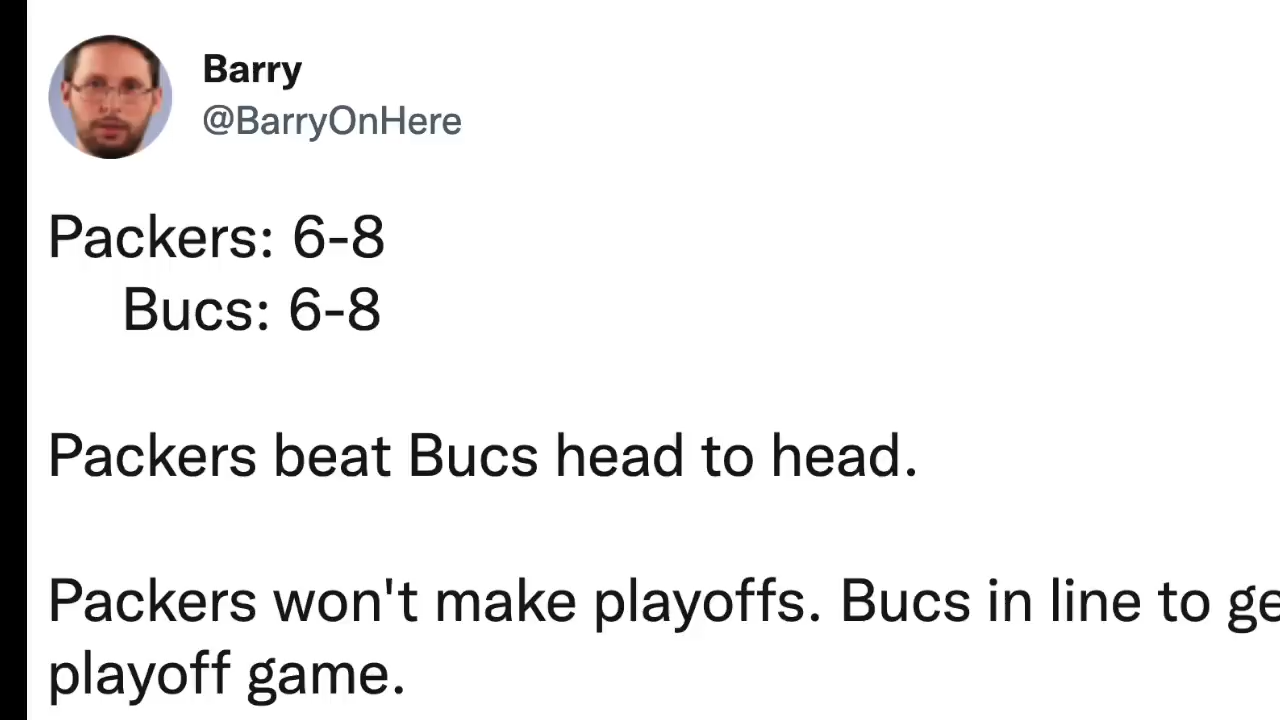 Barry
@BarryOnHere
Packers: 6-8
Bucs: 6-8
Packers beat Bucs head to head.
Packers won't make playoffs. Bucs in line to ge
playoff game.